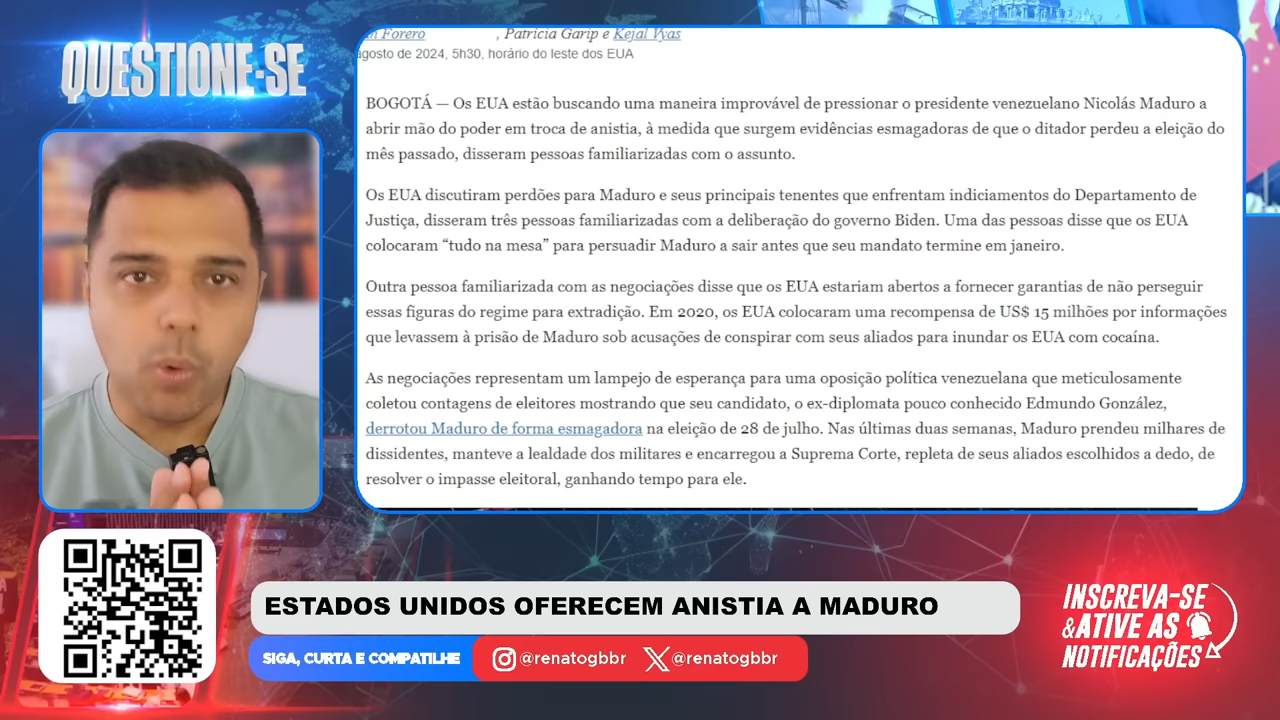 QUESTIONE-SE
Forero, Patricia Garip e Kejal Vyas
agosto de 2024, 5h30, horário do leste dos EUA
BOGOTÁ — Os EUA estão buscando uma maneira improvável de pressionar o presidente venezuelano Nicolás Maduro a
abrir mão do poder em troca de anistia, à medida que surgem evidências esmagadoras de que o ditador perdeu a eleição do
mês passado, disseram pessoas familiarizadas com o assunto.
Os EUA discutiram perdões para Maduro e seus principais tenentes que enfrentam indiciamentos do Departamento de
Justiça, disseram três pessoas familiarizadas com a deliberação do governo Biden. Uma das pessoas disse que os EUA
colocaram “tudo na mesa” para persuadir Maduro a sair antes que seu mandato termine em janeiro.
Outra pessoa familiarizada com as negociações disse que os EUA estariam abertos a fornecer garantias de não perseguir
essas figuras do regime para extradição. Em 2020, os EUA colocaram uma recompensa de US$ 15 milhões por informações
que levassem à prisão de Maduro sob acusações de conspirar com seus aliados para inundar os EUA com cocaína.
As negociações representam um lampejo de esperança para uma oposição política venezuelana que meticulosamente
coletou contagens de eleitores mostrando que seu candidato, o ex-diplomata pouco conhecido Edmundo González,
derrotou Maduro de forma esmagadora na eleição de 28 de julho. Nas últimas duas semanas, Maduro prendeu milhares de
dissidentes, manteve a lealdade dos militares e encarregou a Suprema Corte, repleta de seus aliados escolhidos a dedo, de
resolver o impasse eleitoral, ganhando tempo para ele.
ESTADOS UNIDOS OFERECEM ANISTIA A MADURO
SIGA, CURTA E COMPATILHE @renatogbbr @renatogbbr
INSCREVA-SE
&ATIVE AS
NOTIFICAÇÕES